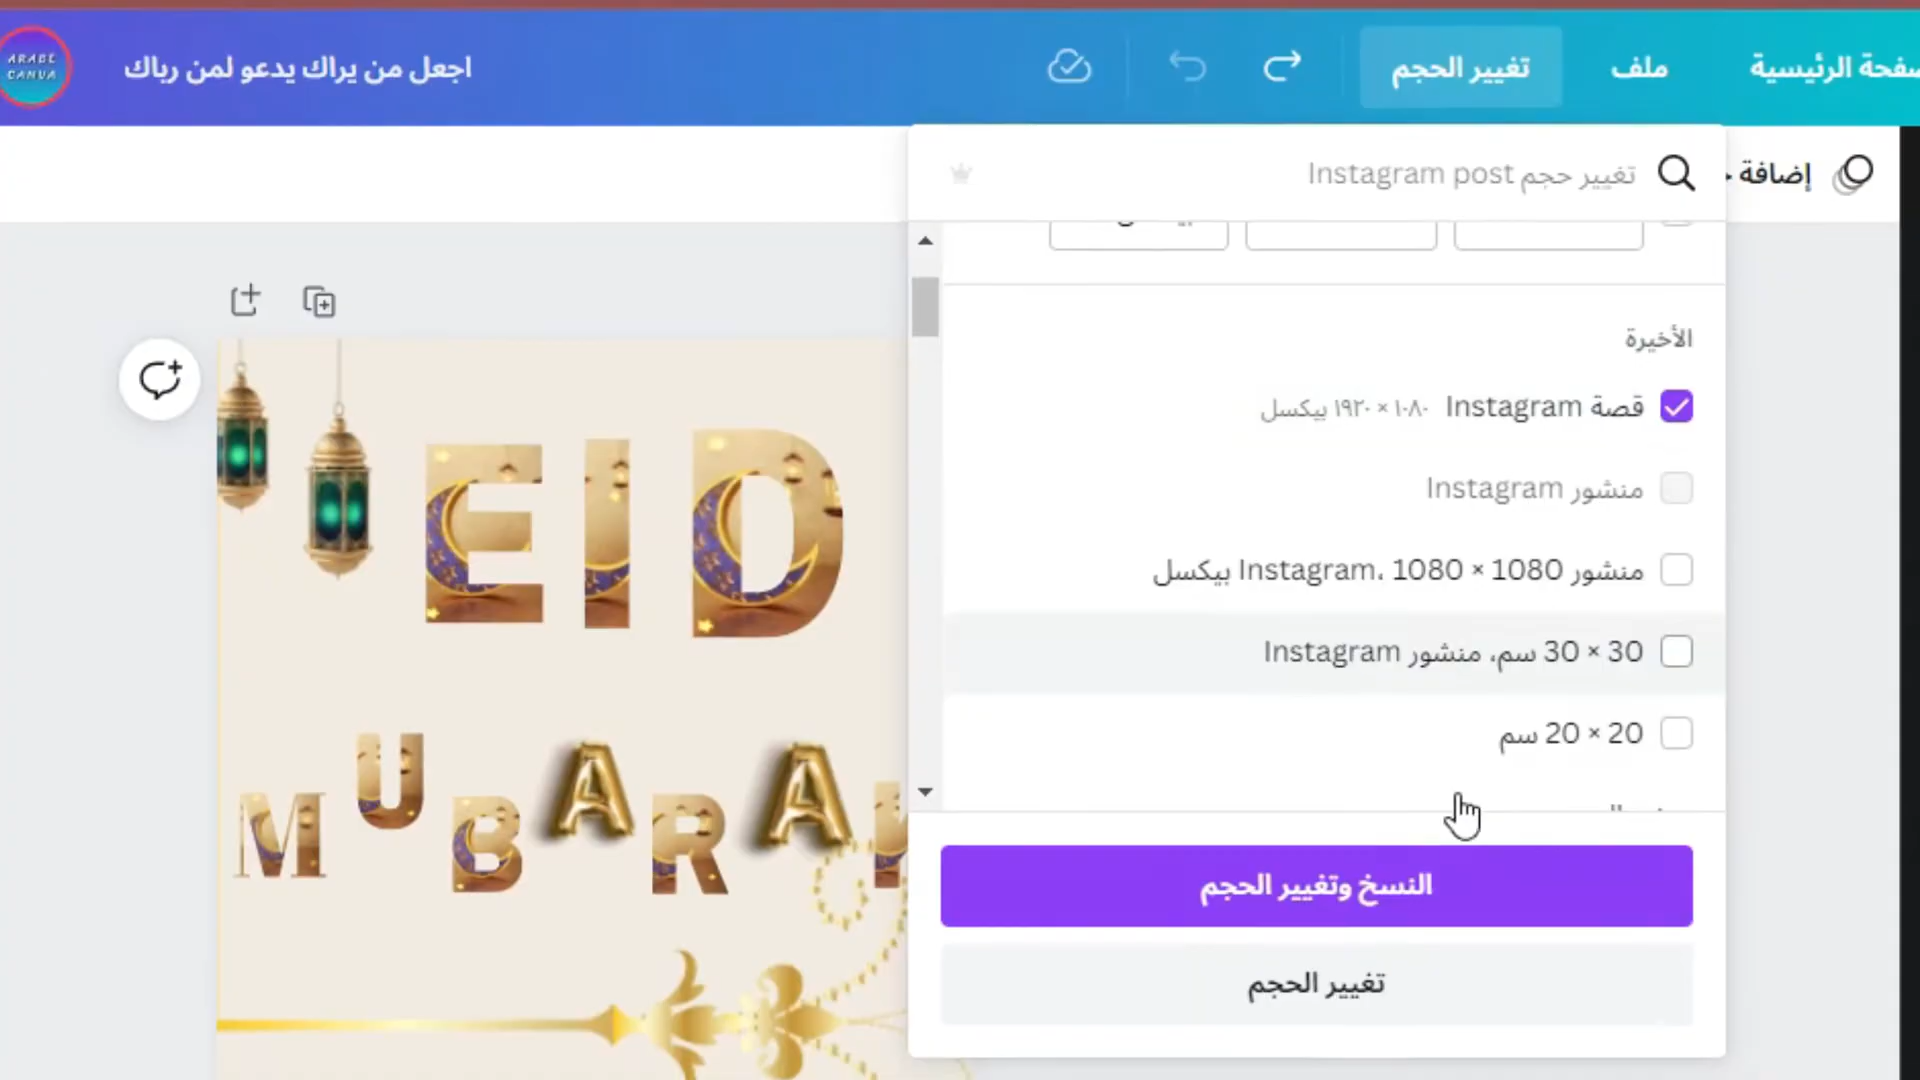 ARABE
CANVA
اجعل من يراك يدعو لمن رباك
تغيير الحجم
ملف
صفحة الرئيسية
تغيير حجم Instagram post
إضافة
الأخيرة
قصة Instagram ١٠٨٠ × ١٩٢٠ بيكسل
منشور Instagram
منشور Instagram، 1080 × 1080 بيكسل
30 × 30 سم، منشور Instagram
20 × 20 سم
النسخ وتغيير الحجم
تغيير الحجم
EID
MUBARAK